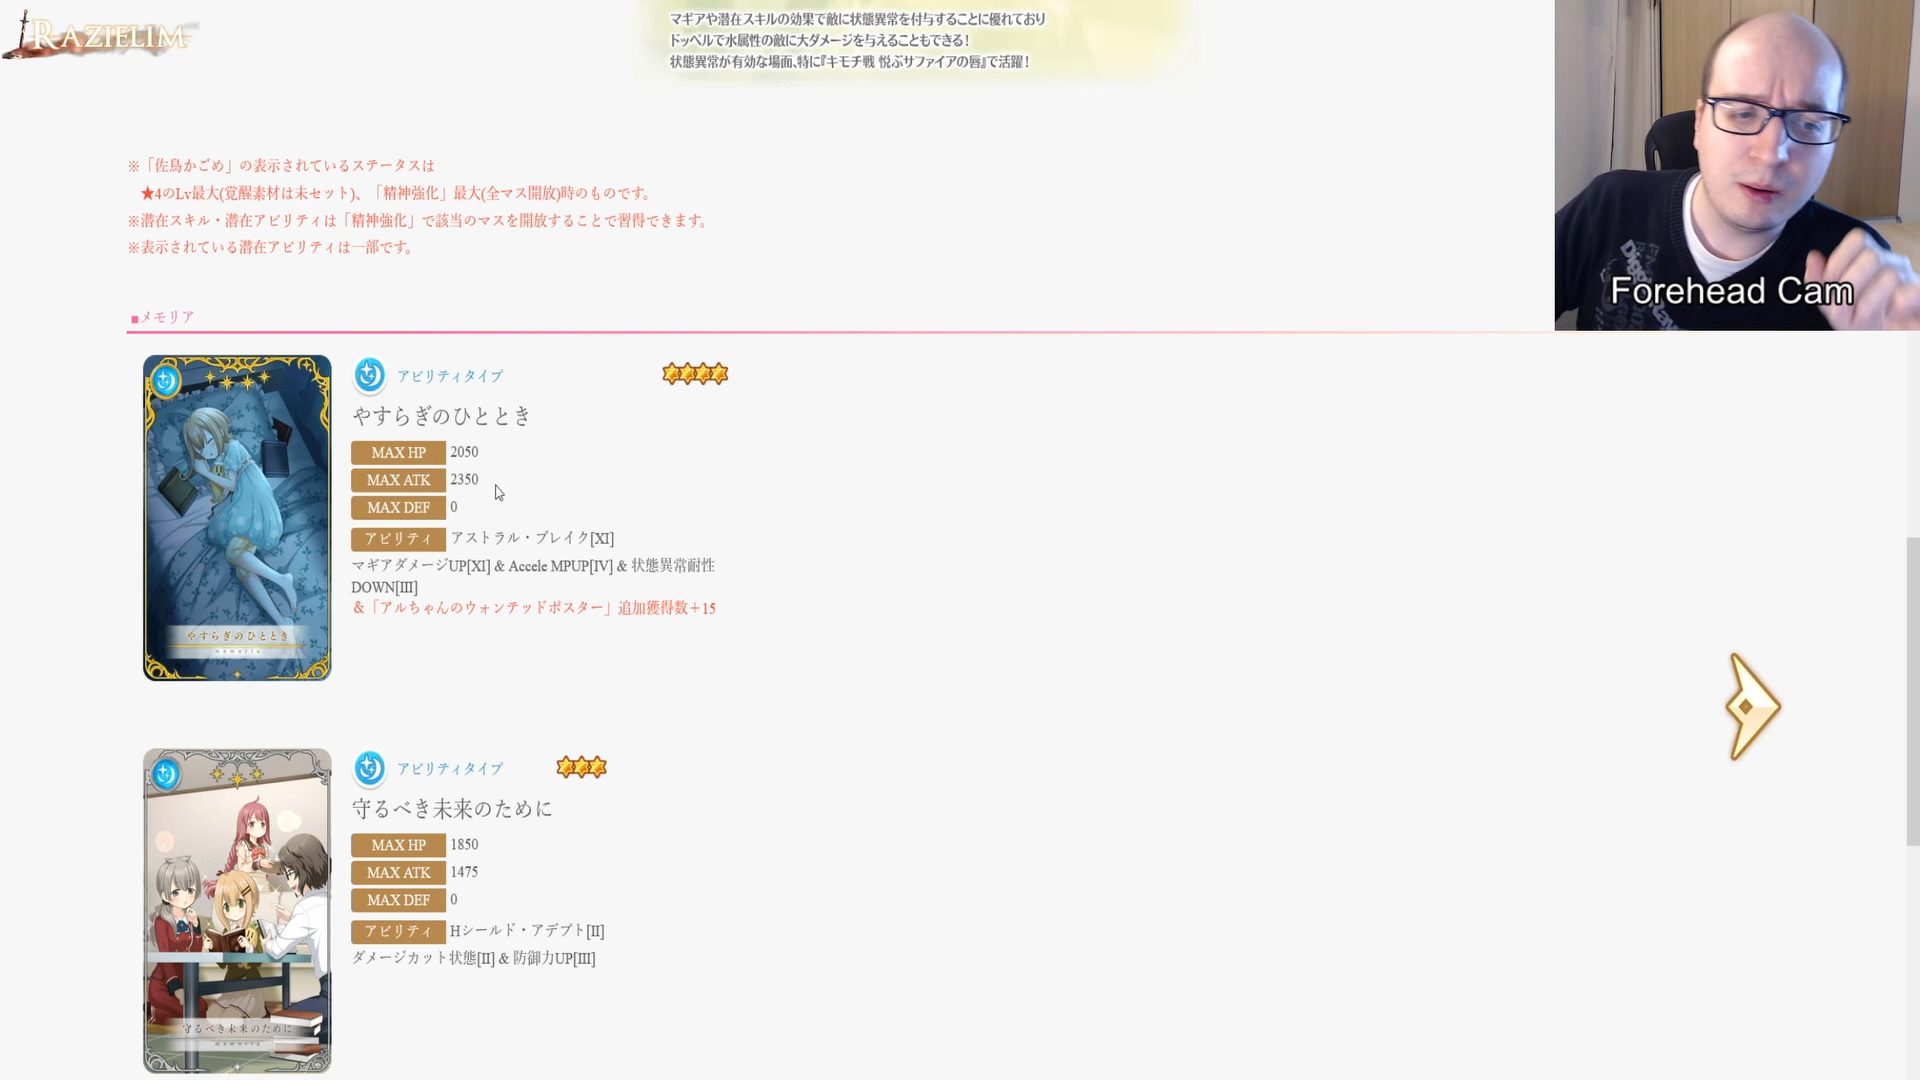 RAZIELIM
マギアや潜在スキルの効果で敵に状態異常を付与することに優れており
ドッペルで水属性の敵に大ダメージを与えることもできる!
状態異常が有効な場面、特に『キモチ戦 悦ぶサファイアの唇』で活躍!
※「佐鳥かごめ」の表示されているステータスは
★4のLv最大(覚醒素材は未セット)、「精神強化」最大(全マス開放)時のものです。
※潜在スキル・潜在アビリティは「精神強化」で該当のマスを開放することで習得できます。
※表示されている潜在アビリティは一部です。
Forehead Cam
■メモリア
アビリティタイプ
やすらぎのひととき
MAX HP 2050
MAX ATK 2350
MAX DEF 0
アビリティ アストラル・ブレイク[XI]
マギアダメージUP[XI] & Accele MPUP[IV] & 状態異常耐性
DOWN[III]
&「アルちゃんのウォンテッドポスター」追加獲得数+15
やすらぎのひととき
memoria
アビリティタイプ
守るべき未来のために
MAX HP 1850
MAX ATK 1475
MAX DEF 0
アビリティ Hシールド・アデプト[II]
ダメージカット状態[II] & 防御力UP[III]
守るべき未来のために
memoria